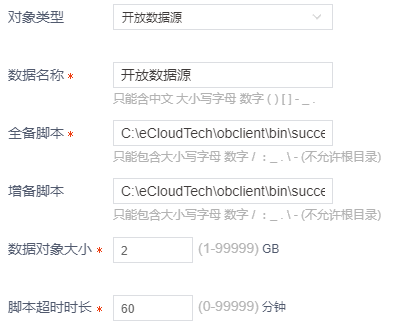 对象类型 开放数据源
数据名称 * 开放数据源
只能含中文 大小写字母 数字 ( ) [ ] - _ .
全备脚本 * C:\eCloudTech\obclient\bin\succe
只能包含大小写字母 数字 / : _ . \ - (不允许根目录)
增备脚本 C:\eCloudTech\obclient\bin\succe
只能包含大小写字母 数字 / : _ . \ - (不允许根目录)
数据对象大小 * 2 (1-99999) GB
脚本超时时长 * 60 (0-99999) 分钟